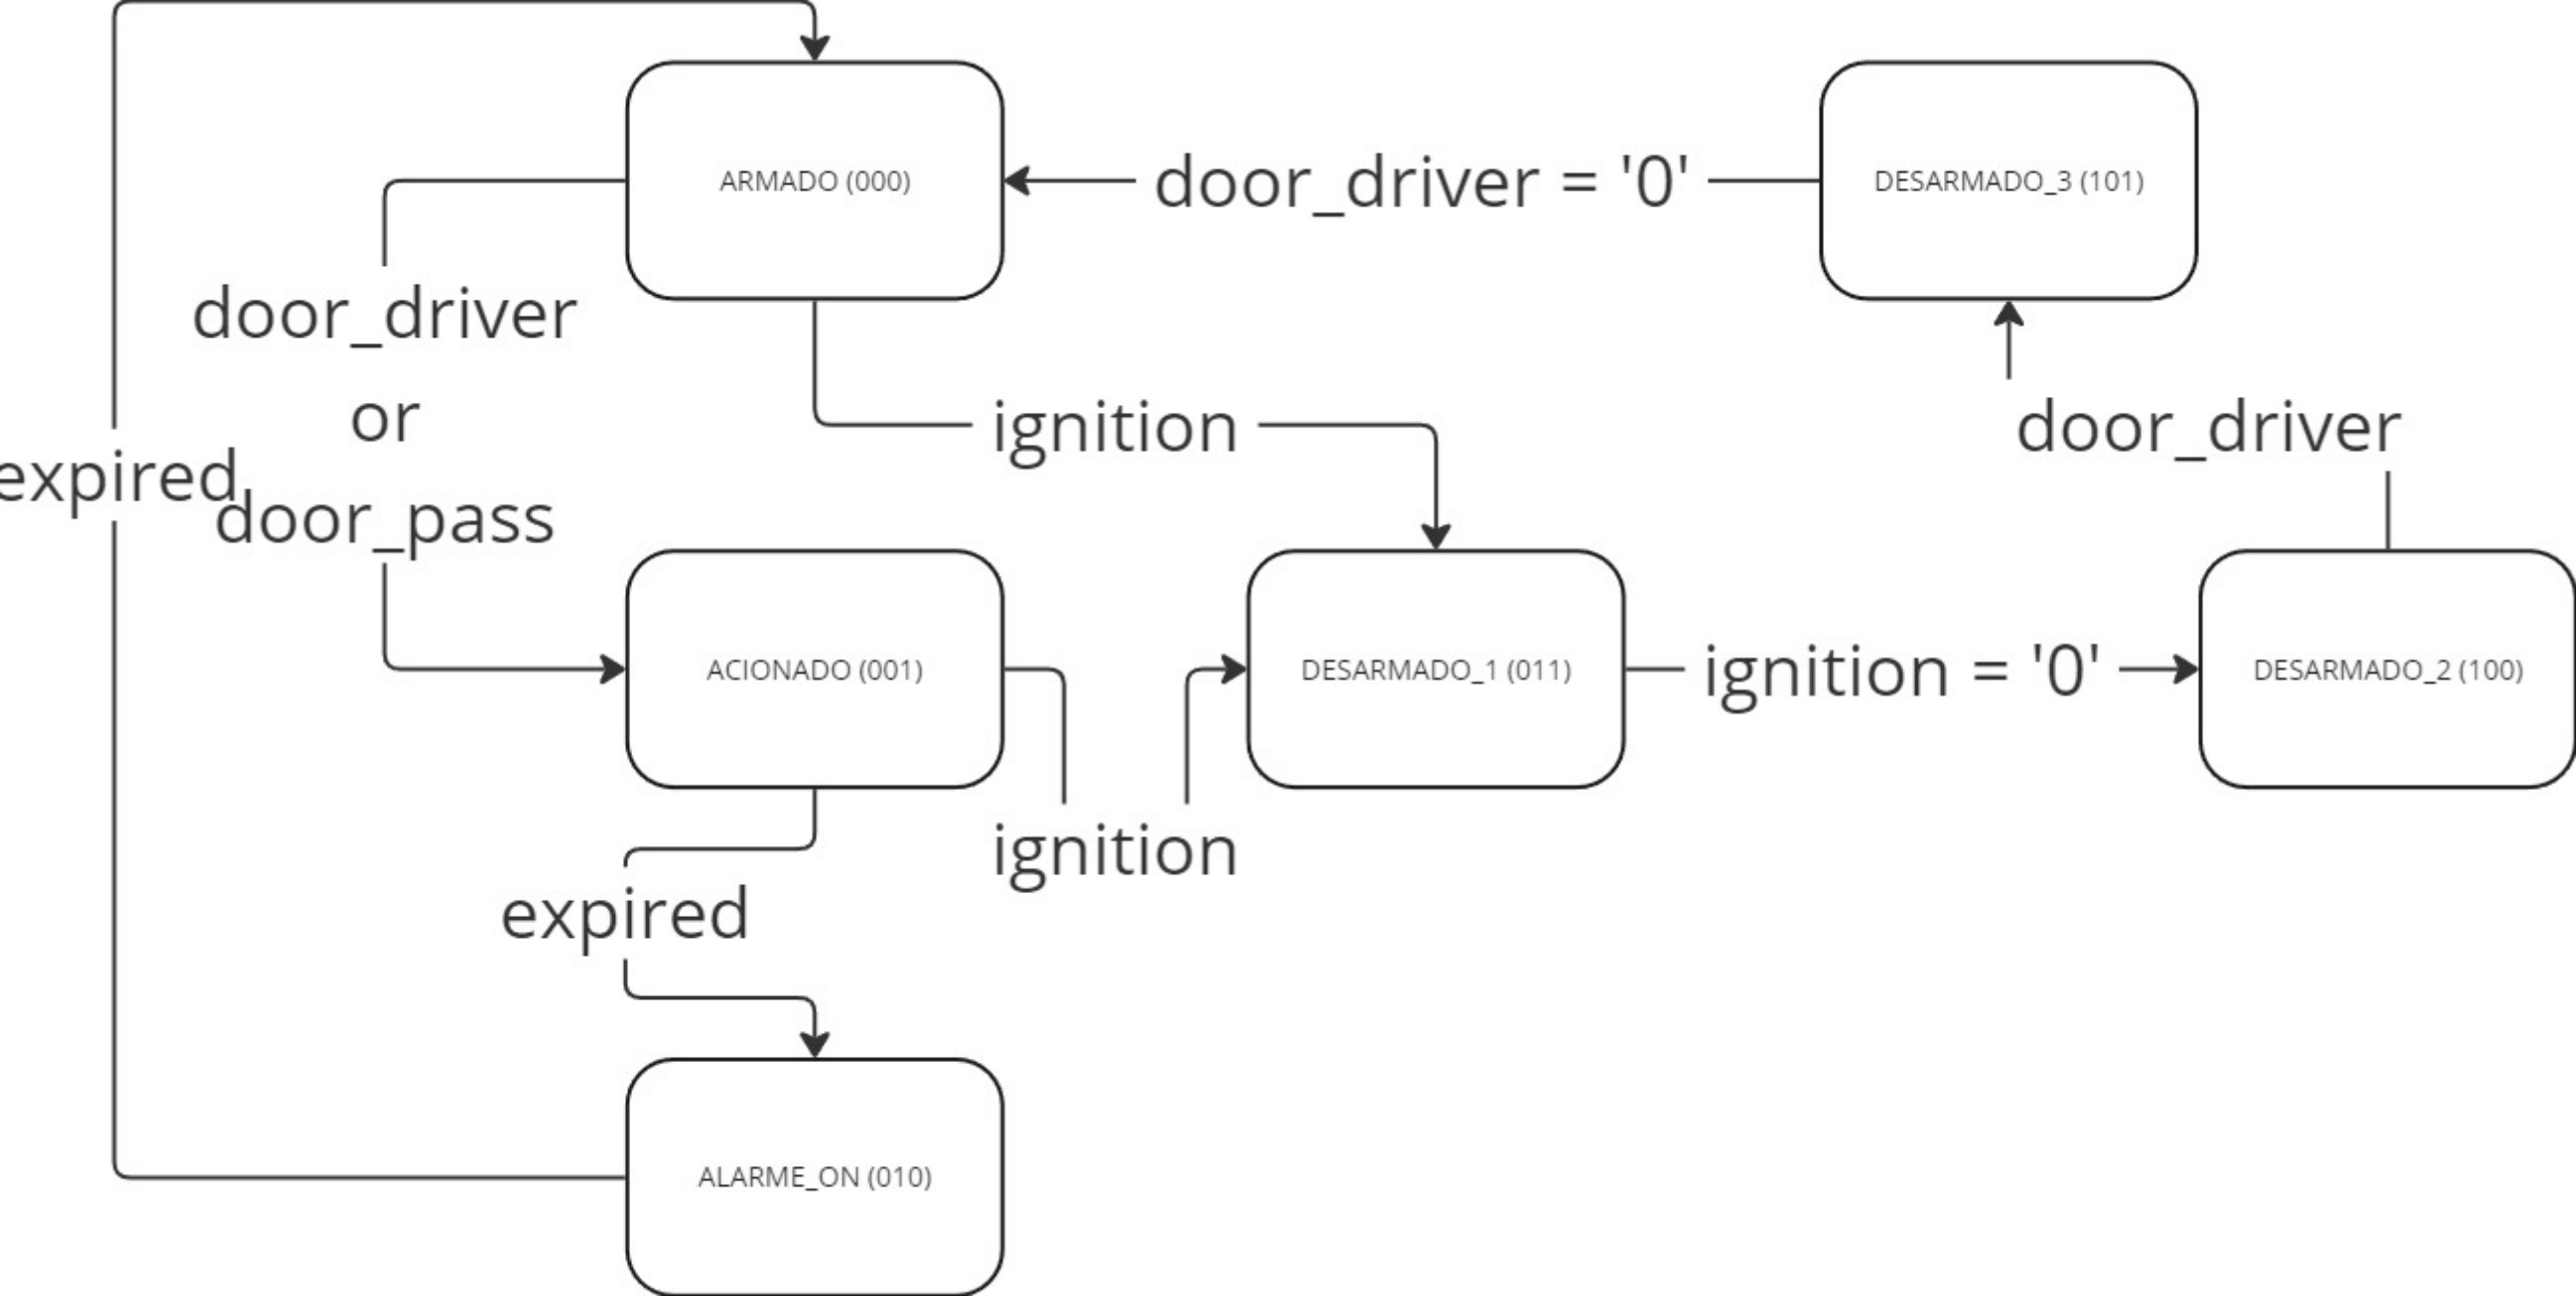 ARMADO (000)
door_driver = '0'
DESARMADO_3 (101)
door_driver
or
door_pass
expired
ignition
door_driver
ACIONADO (001)
DESARMADO_1 (011)
ignition = '0'
DESARMADO_2 (100)
ignition
expired
ALARME_ON (010)